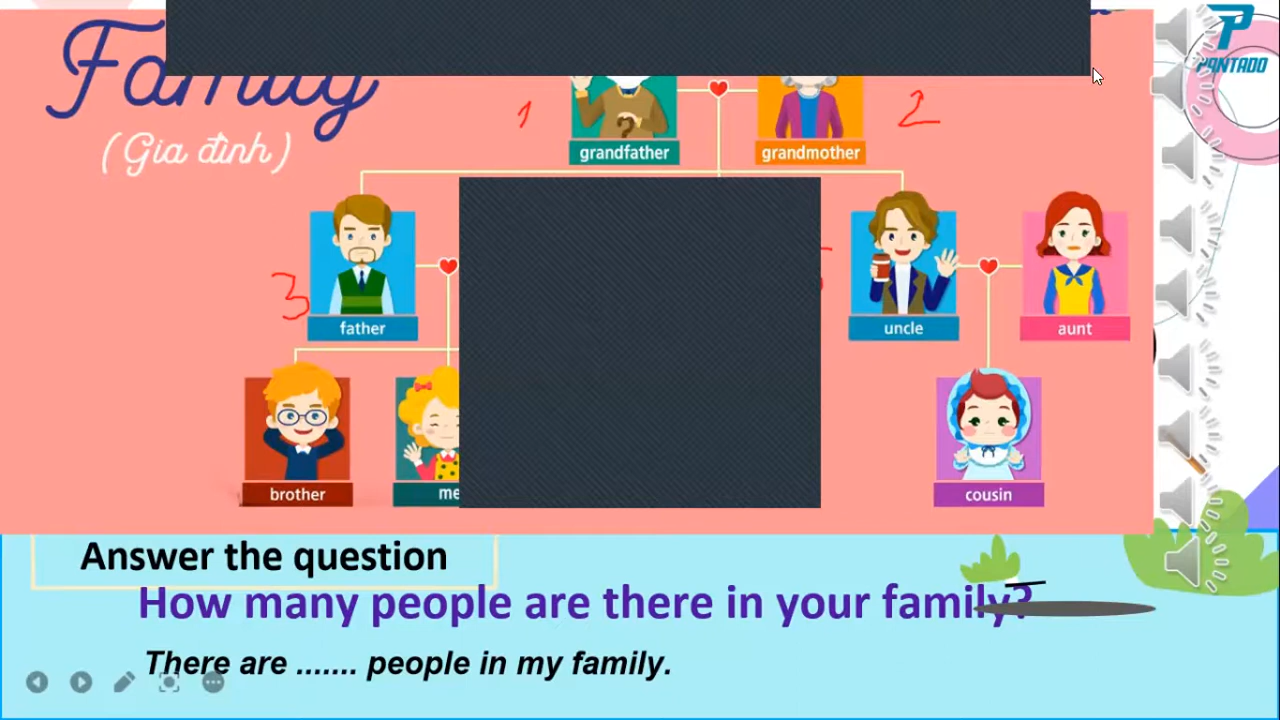 Family
PANTADO
(Gia đình)
1
2
grandfather
grandmother
3
father
uncle
aunt
brother
me
cousin
Answer the question
How many people are there in your family?
There are ....... people in my family.